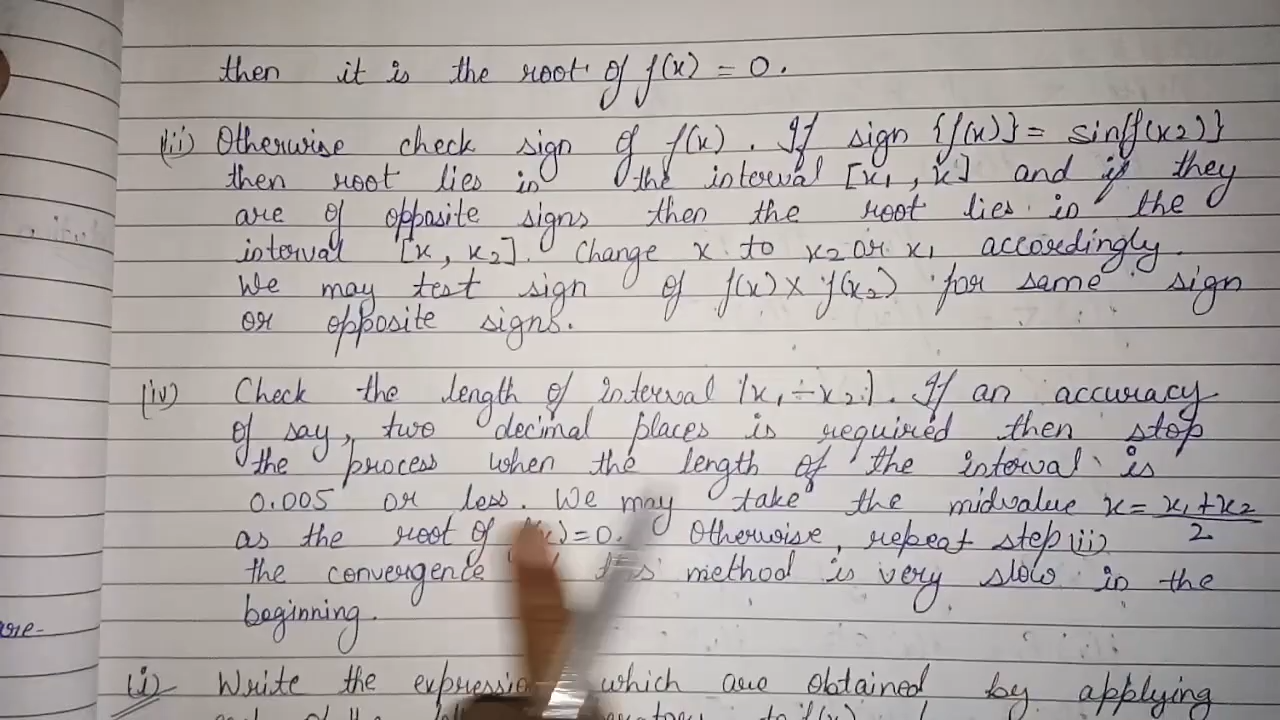 then it is the root of f(x) = 0.
(iii) Otherwise check sign of f(x). If sign {f(x)} = sin{f(x2)}
then root lies in the interval [x1, x] and if they
are of opposite signs then the root lies in the
interval [x, x2]. Change x to x2 or x1 accordingly.
We may test sign of f(x) × f(x2) for same sign
or opposite signs.
(iv) Check the length of interval |x1 - x2|. If an accuracy
of say, two decimal places is required then stop
the process when the length of the interval is
0.005 or less. We may take the midvalue x = x1+x2/2
as the root of f(x)=0. Otherwise, repeat step (ii)
the convergence this method is very slow in the
beginning.
are-
(i) Write the which are obtained by applying
to f(x)